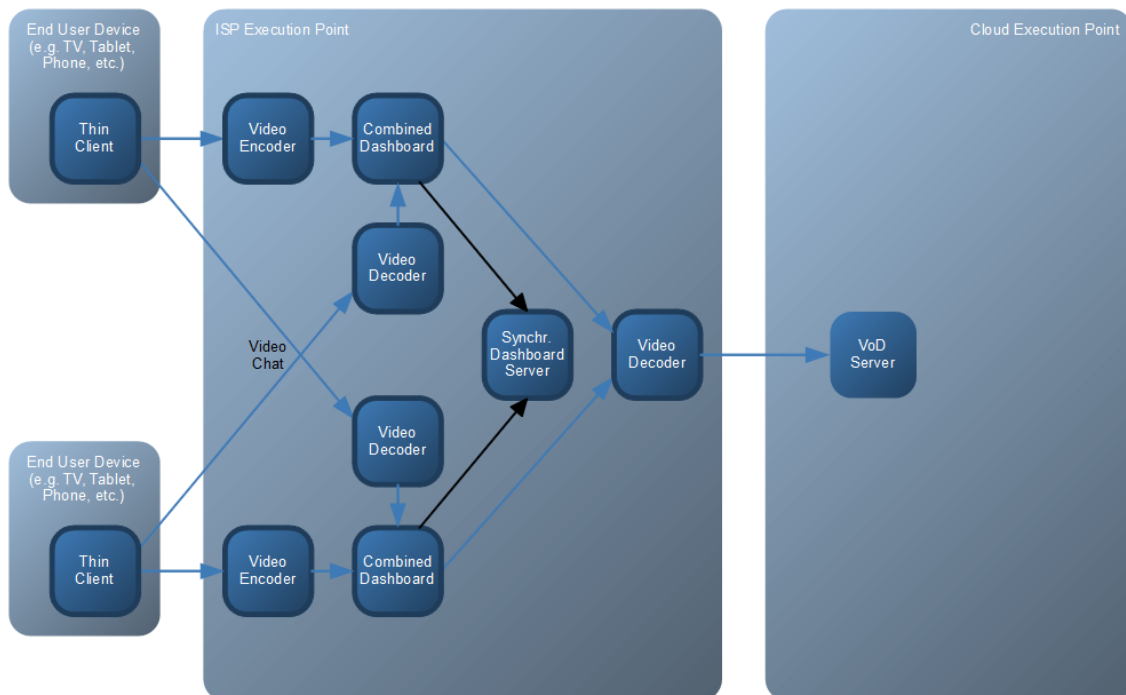 End User Device
(e.g. TV, Tablet,
Phone, etc.)
Thin
Client
ISP Execution Point
Video
Encoder
Combined
Dashboard
Video
Decoder
Video
Chat
Synchr.
Dashboard
Server
Video
Decoder
Video
Decoder
End User Device
(e.g. TV, Tablet,
Phone, etc.)
Thin
Client
Video
Encoder
Combined
Dashboard
Cloud Execution Point
VoD
Server